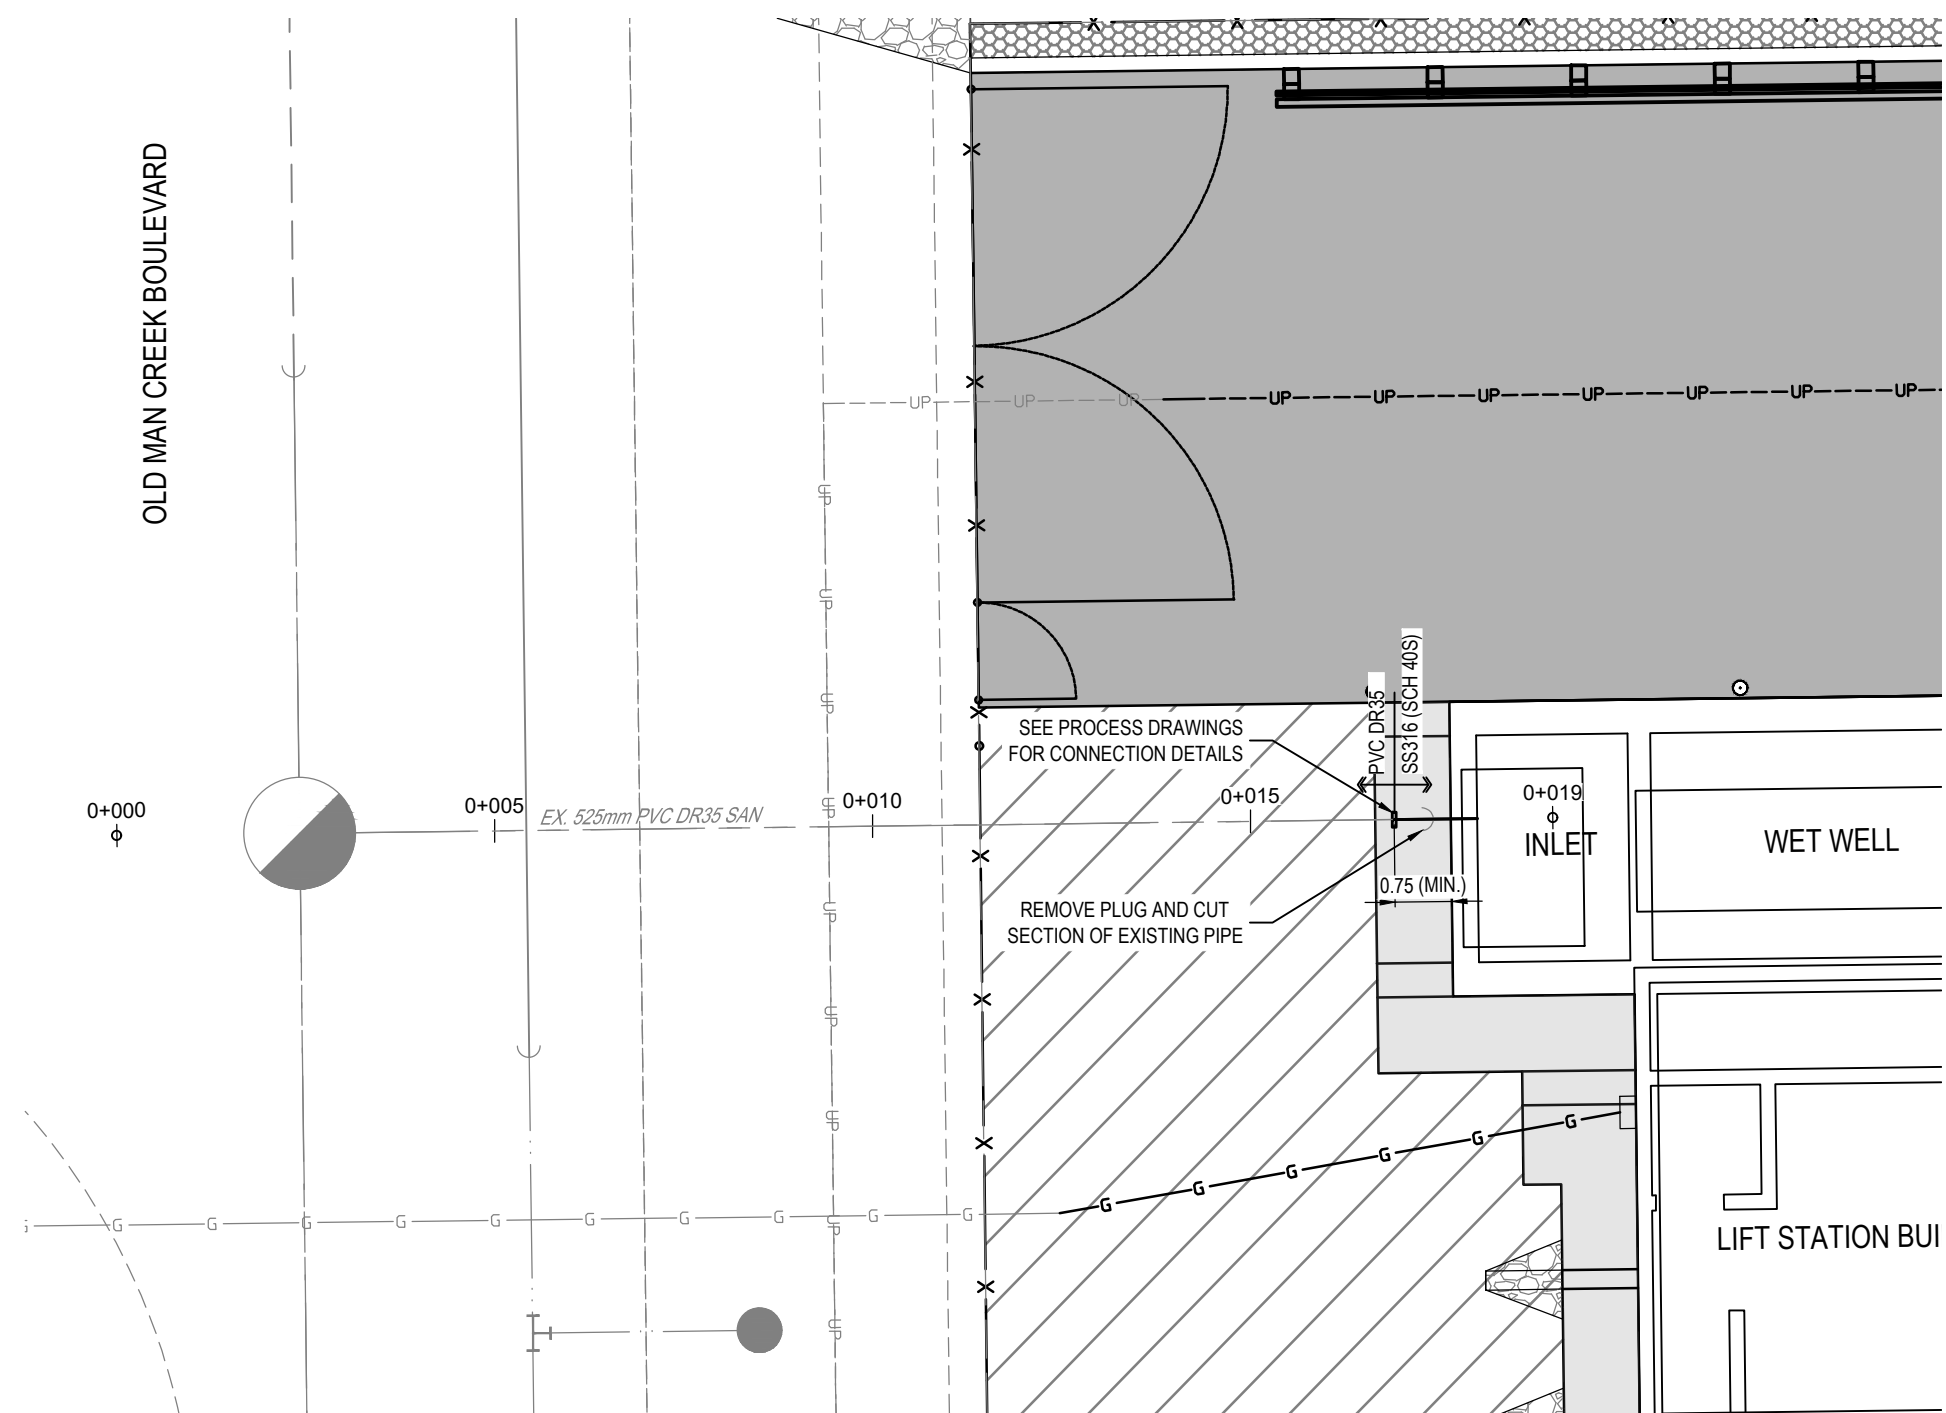 OLD MAN CREEK BOULEVARD
UP UP UP UP UP UP UP UP UP UP
UP
UP
UP
UP
UP
UP
UP
UP
UP
PVC DR35
SS316 (SCH 40S)
SEE PROCESS DRAWINGS
FOR CONNECTION DETAILS
0+000
0+005
EX. 525mm PVC DR35 SAN
0+010
0+015
0+019
INLET
WET WELL
0.75 (MIN.)
REMOVE PLUG AND CUT
SECTION OF EXISTING PIPE
G G G G G G G G G G
G G G G G G
LIFT STATION BUI